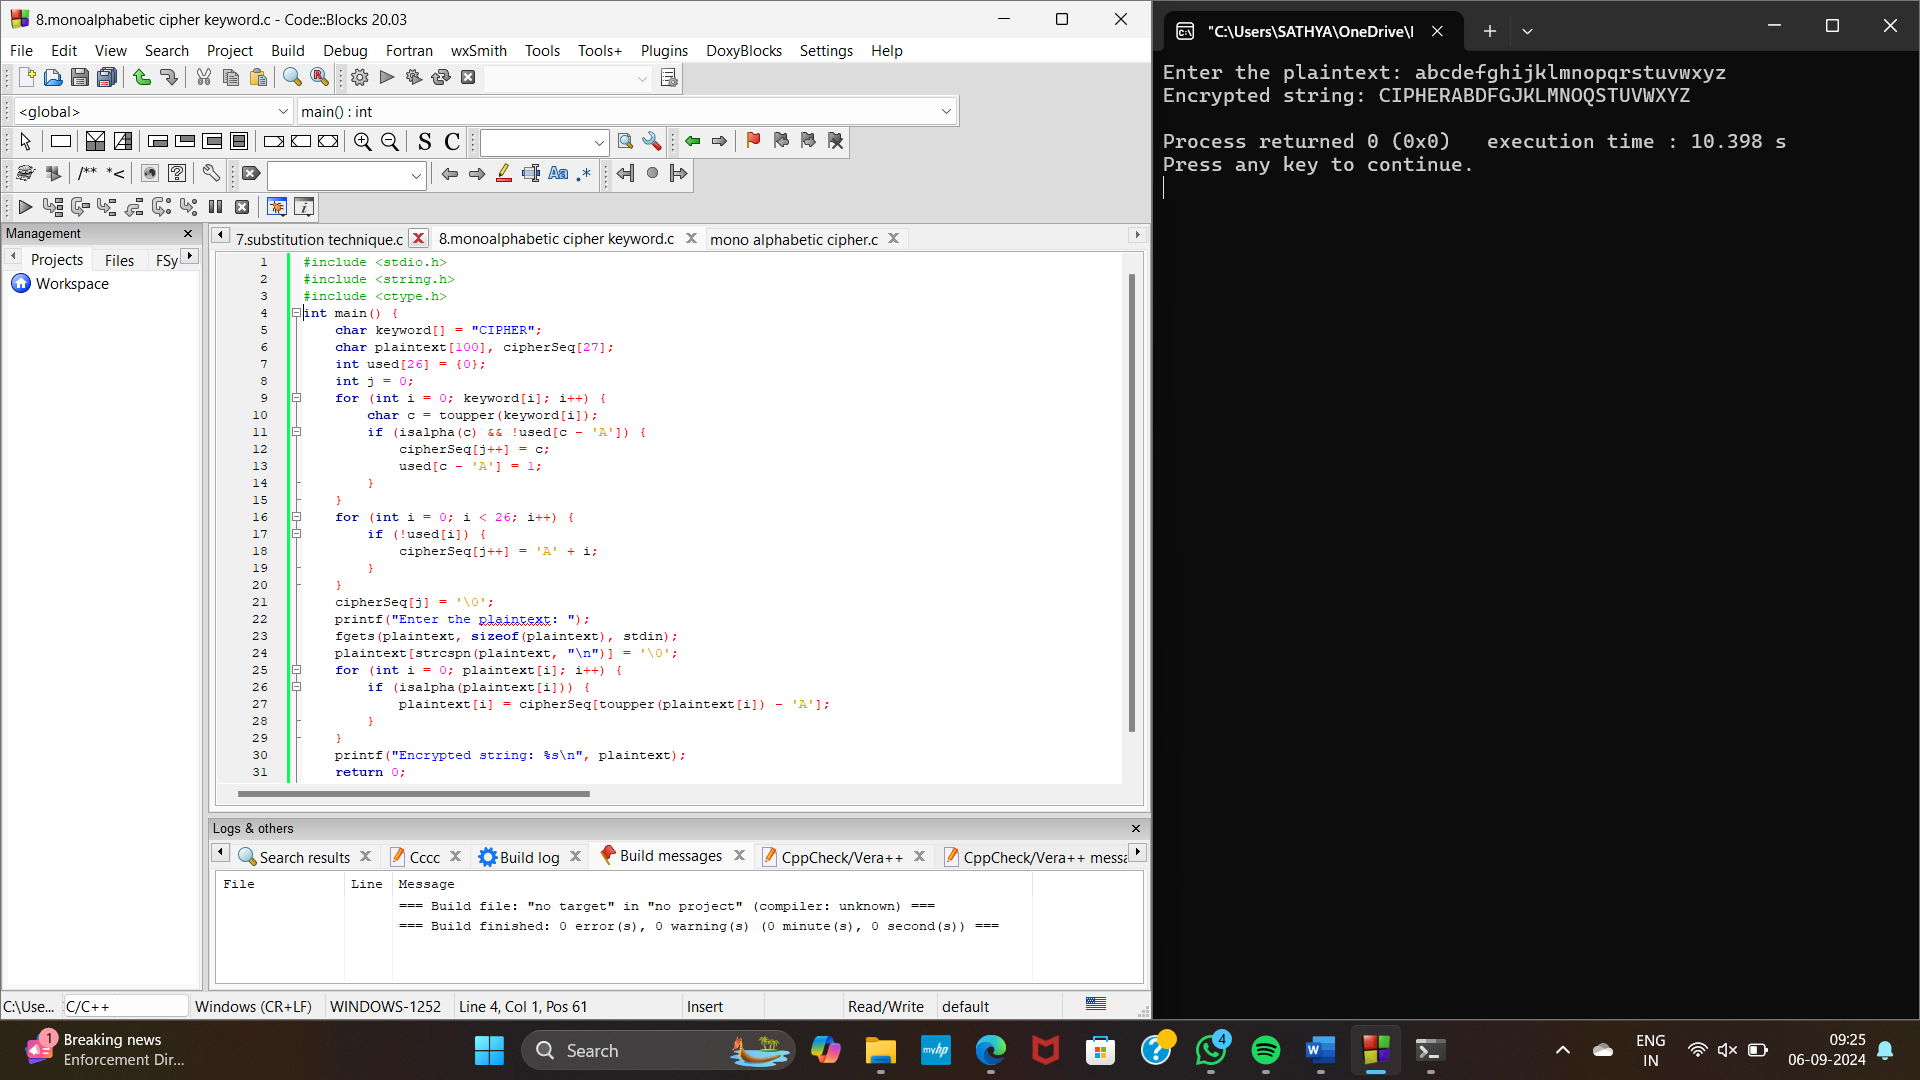 8.monoalphabetic cipher keyword.c - Code::Blocks 20.03
File Edit View Search Project Build Debug Fortran wxSmith Tools Tools+ Plugins DoxyBlocks Settings Help
<global> main() : int
S C
/** *<
Aa .*
Management
Projects Files FSy
Workspace
7.substitution technique.c 8.monoalphabetic cipher keyword.c mono alphabetic cipher.c
1 #include <stdio.h>
2 #include <string.h>
3 #include <ctype.h>
4 int main() {
5 char keyword[] = "CIPHER";
6 char plaintext[100], cipherSeq[27];
7 int used[26] = {0};
8 int j = 0;
9 for (int i = 0; keyword[i]; i++) {
10 char c = toupper(keyword[i]);
11 if (isalpha(c) && !used[c - 'A']) {
12 cipherSeq[j++] = c;
13 used[c - 'A'] = 1;
14 }
15 }
16 for (int i = 0; i < 26; i++) {
17 if (!used[i]) {
18 cipherSeq[j++] = 'A' + i;
19 }
20 }
21 cipherSeq[j] = '\0';
22 printf("Enter the plaintext: ");
23 fgets(plaintext, sizeof(plaintext), stdin);
24 plaintext[strcspn(plaintext, "\n")] = '\0';
25 for (int i = 0; plaintext[i]; i++) {
26 if (isalpha(plaintext[i])) {
27 plaintext[i] = cipherSeq[toupper(plaintext[i]) - 'A'];
28 }
29 }
30 printf("Encrypted string: %s\n", plaintext);
31 return 0;
Logs & others
Search results Cccc Build log Build messages CppCheck/Vera++ CppCheck/Vera++ messa
File Line Message
=== Build file: "no target" in "no project" (compiler: unknown) ===
=== Build finished: 0 error(s), 0 warning(s) (0 minute(s), 0 second(s)) ===
C:\Use... C/C++ Windows (CR+LF) WINDOWS-1252 Line 4, Col 1, Pos 61 Insert Read/Write default
"C:\Users\SATHYA\OneDrive\I
Enter the plaintext: abcdefghijklmnopqrstuvwxyz
Encrypted string: CIPHERABDFGJKLMNOQSTUVWXYZ
Process returned 0 (0x0) execution time : 10.398 s
Press any key to continue.
1 Breaking news
Enforcement Dir...
Search
myhp
4
W
ENG
IN
09:25
06-09-2024